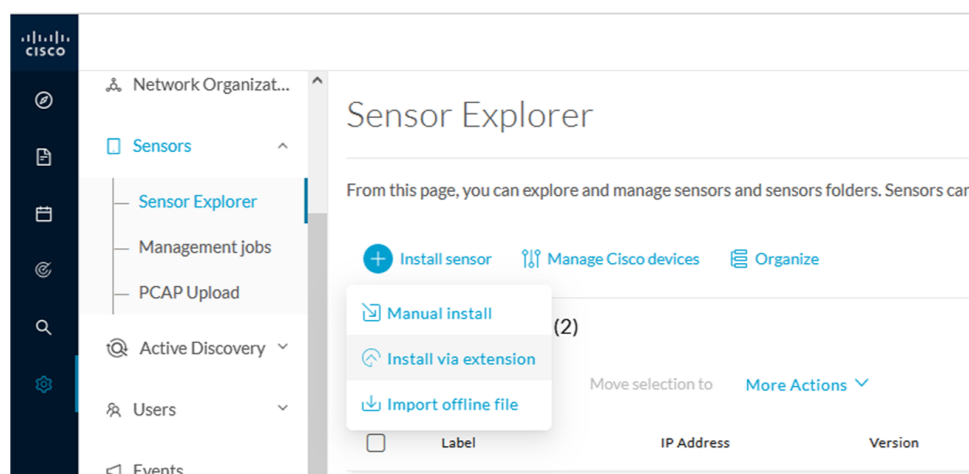 CISCO
Network Organizat...
Sensors
Sensor Explorer
Management jobs
PCAP Upload
Active Discovery
Users
Events
Sensor Explorer
From this page, you can explore and manage sensors and sensors folders. Sensors can
Install sensor
Manage Cisco devices
Organize
Manual install
Install via extension
Import offline file
(2)
Move selection to
More Actions
Label
IP Address
Version